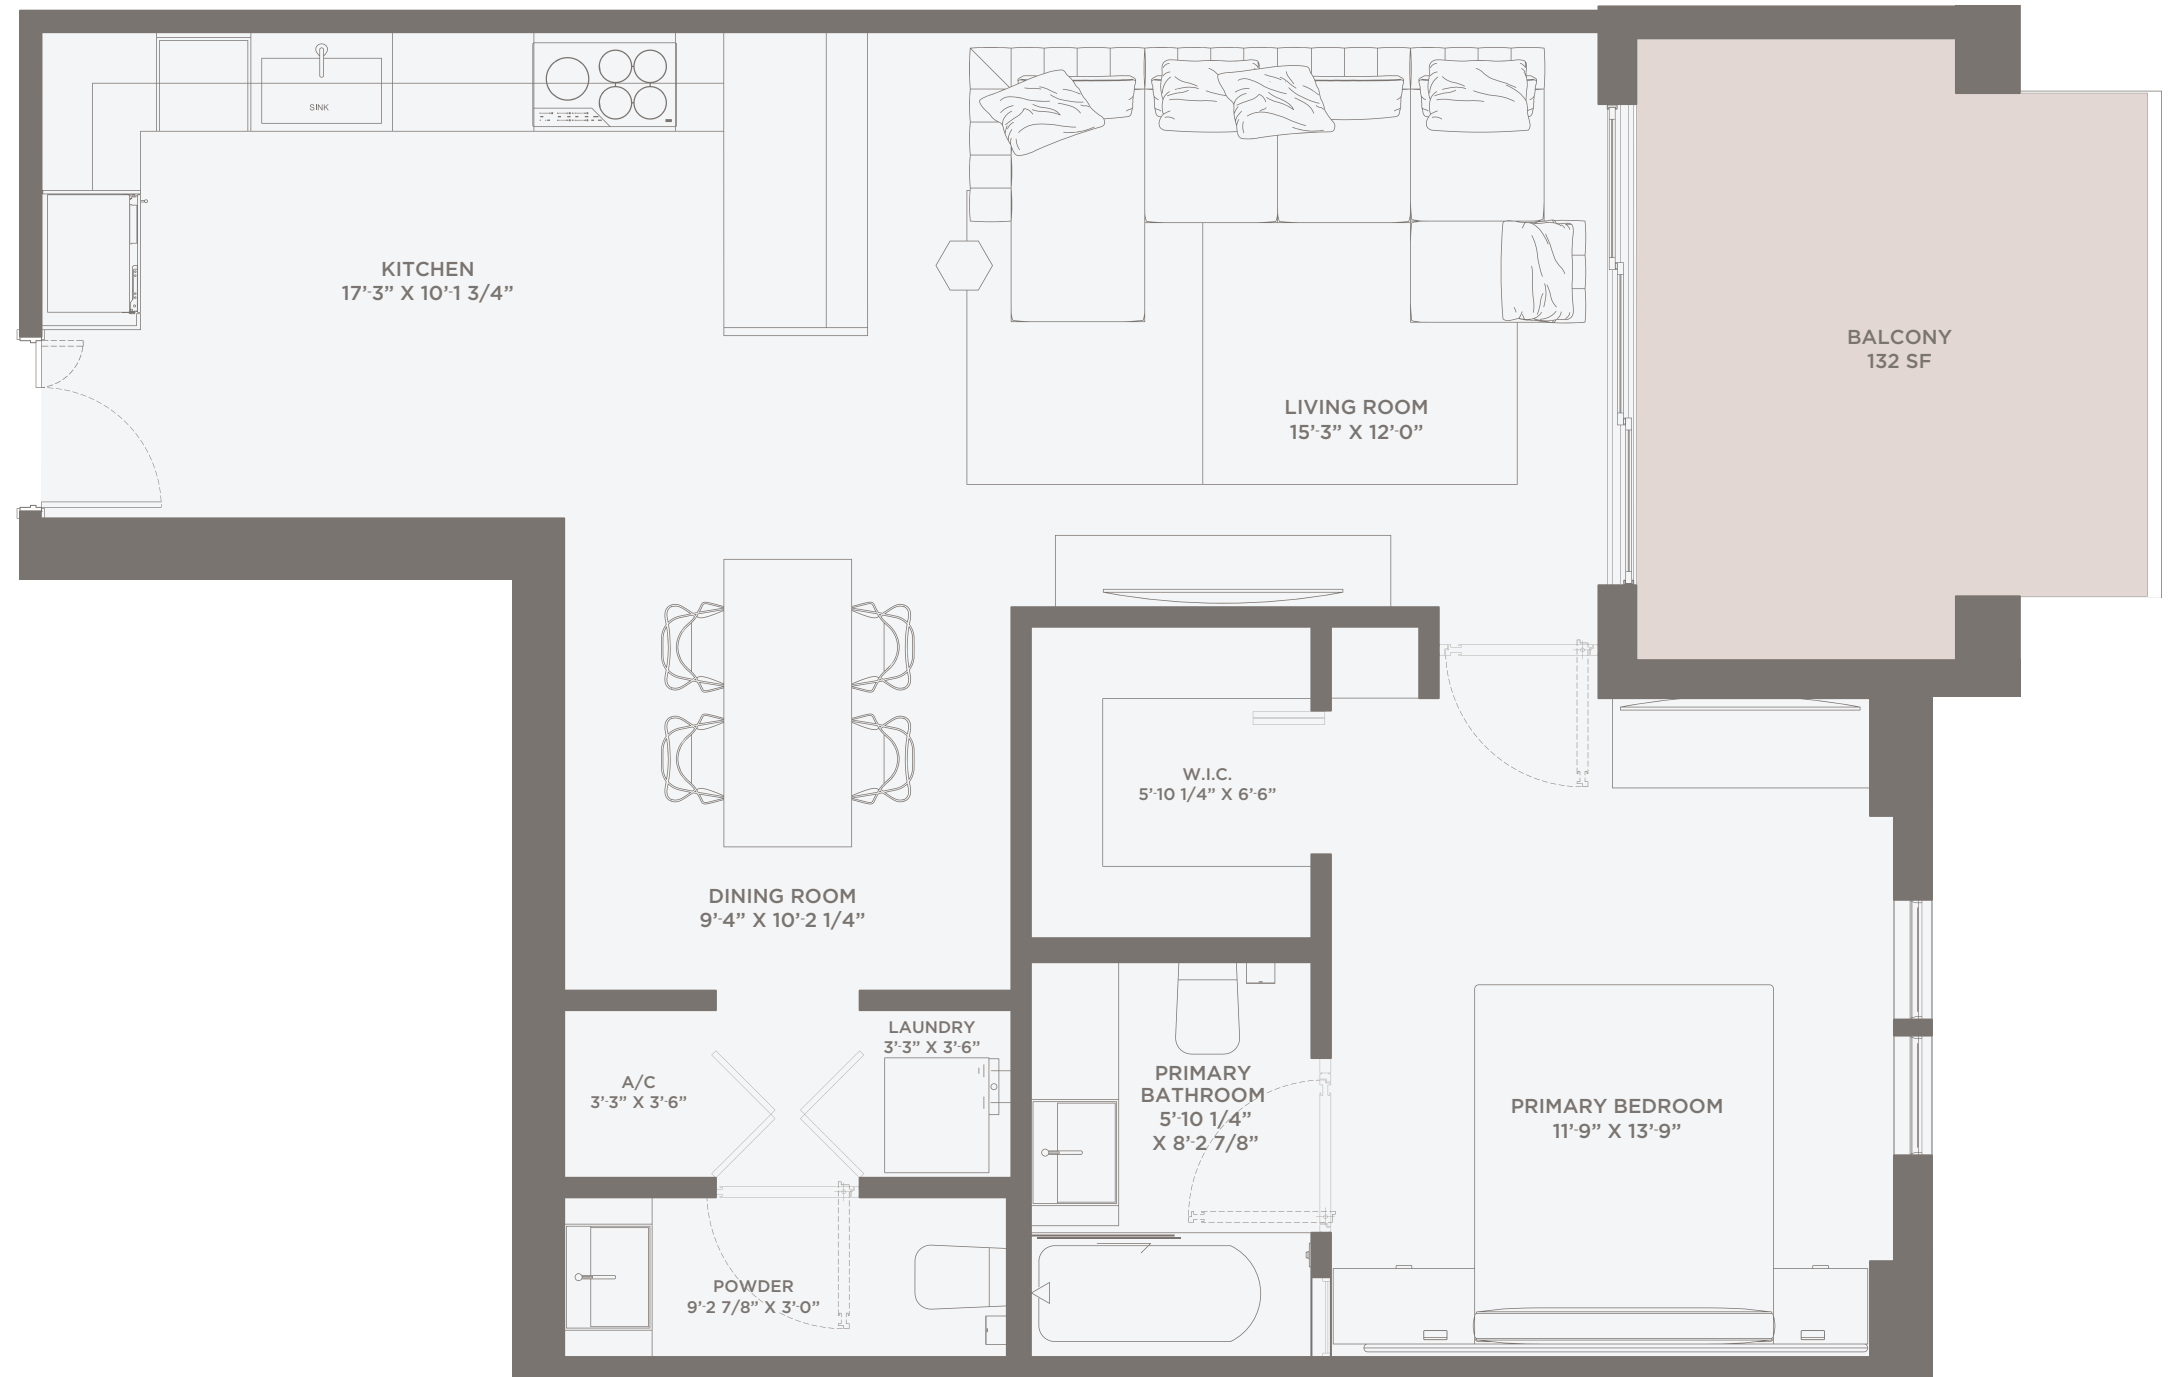 SINK
KITCHEN
17’-3” X 10’-1 3/4”
BALCONY
132 SF
LIVING ROOM
15’-3” X 12’-0”
W.I.C.
5’-10 1/4” X 6’-6”
DINING ROOM
9’-4” X 10’-2 1/4”
LAUNDRY
3’-3” X 3’-6”
A/C
3’-3” X 3’-6”
PRIMARY
BATHROOM
5’-10 1/4”
X 8’-2 7/8”
PRIMARY BEDROOM
11’-9” X 13’-9”
POWDER
9’-2 7/8” X 3’-0”